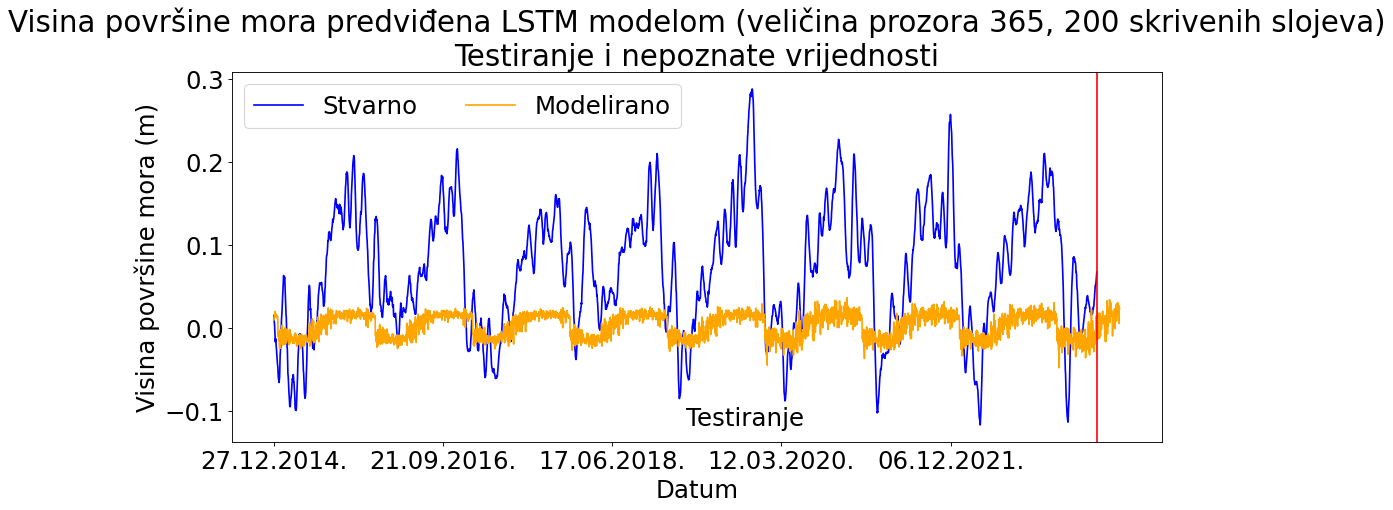 Visina površine mora predviđena LSTM modelom (veličina prozora 365, 200 skrivenih slojeva)
Testiranje i nepoznate vrijednosti
Stvarno Modelirano
Visina površine mora (m)
0.3
0.2
0.1
0.0
−0.1
Testiranje
27.12.2014. 21.09.2016. 17.06.2018. 12.03.2020. 06.12.2021.
Datum